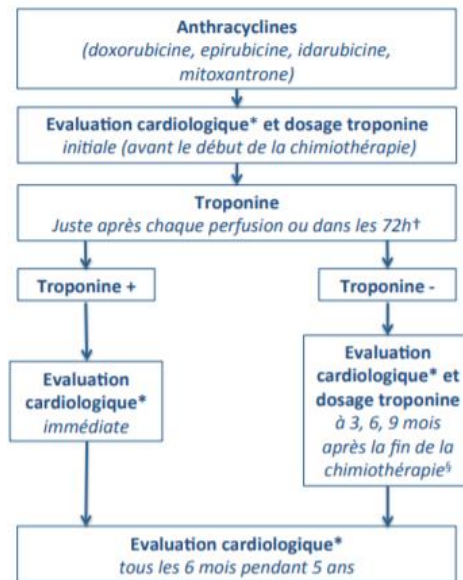 Anthracyclines
(doxorubicine, epirubicine, idarubicine,
mitoxantrone)
Evaluation cardiologique* et dosage troponine
initiale (avant le début de la chimiothérapie)
Troponine
Juste après chaque perfusion ou dans les 72h†
Troponine +
Troponine -
Evaluation
cardiologique*
immédiate
Evaluation
cardiologique* et
dosage troponine
à 3, 6, 9 mois
après la fin de la
chimiothérapie§
Evaluation cardiologique*
tous les 6 mois pendant 5 ans